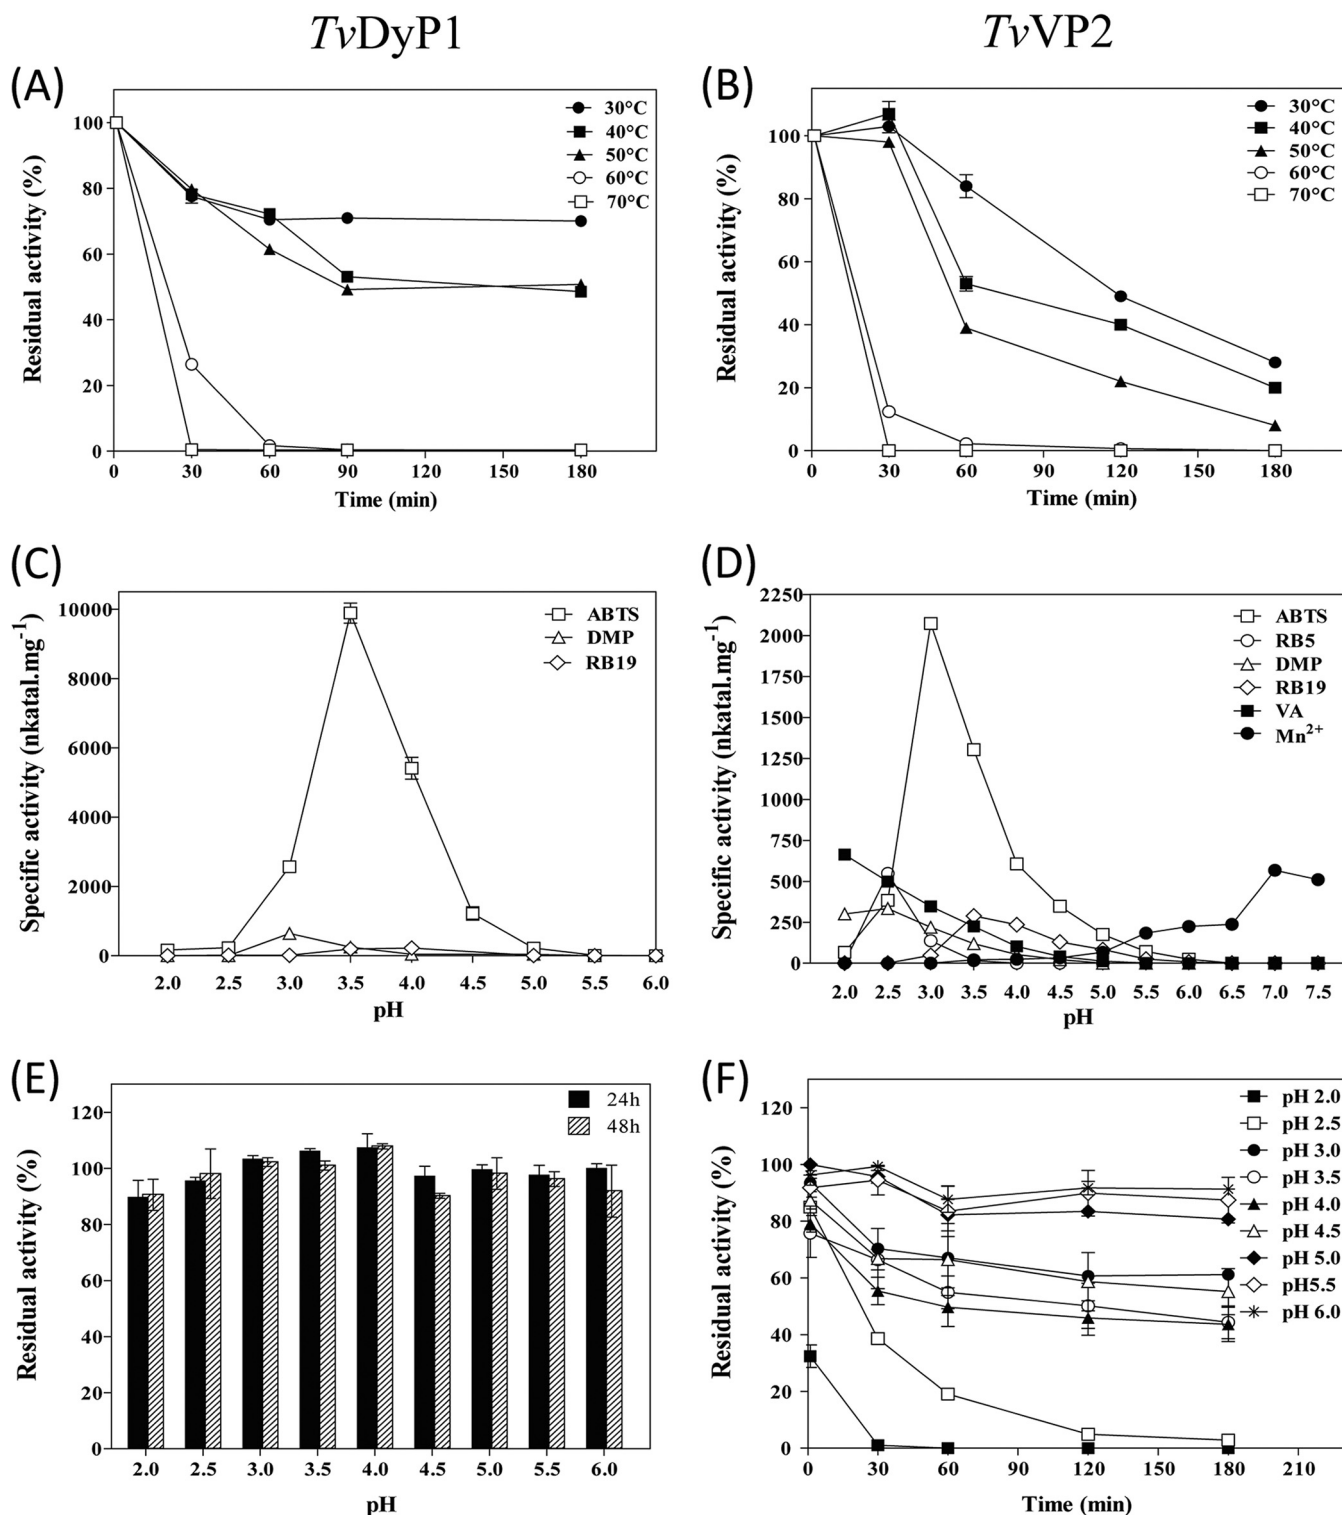 TvDyP1
TvVP2
(A)
Residual activity (%)
100
80
60
40
20
0
0 30 60 90 120 150 180
Time (min)
30°C
40°C
50°C
60°C
70°C
(B)
Residual activity (%)
100
80
60
40
20
0
0 30 60 90 120 150 180
Time (min)
30°C
40°C
50°C
60°C
70°C
(C)
Specific activity (nkatal.mg⁻¹)
10000
8000
6000
4000
2000
0
2.0 2.5 3.0 3.5 4.0 4.5 5.0 5.5 6.0
pH
ABTS
DMP
RB19
(D)
Specific activity (nkatal.mg⁻¹)
2250
2000
1750
1500
1250
1000
750
500
250
0
2.0 2.5 3.0 3.5 4.0 4.5 5.0 5.5 6.0 6.5 7.0 7.5
pH
ABTS
RB5
DMP
RB19
VA
Mn²⁺
(E)
Residual activity (%)
120
100
80
60
40
20
0
2.0 2.5 3.0 3.5 4.0 4.5 5.0 5.5 6.0
pH
24h
48h
(F)
Residual activity (%)
120
100
80
60
40
20
0
0 30 60 90 120 150 180 210
Time (min)
pH 2.0
pH 2.5
pH 3.0
pH 3.5
pH 4.0
pH 4.5
pH 5.0
pH5.5
pH 6.0